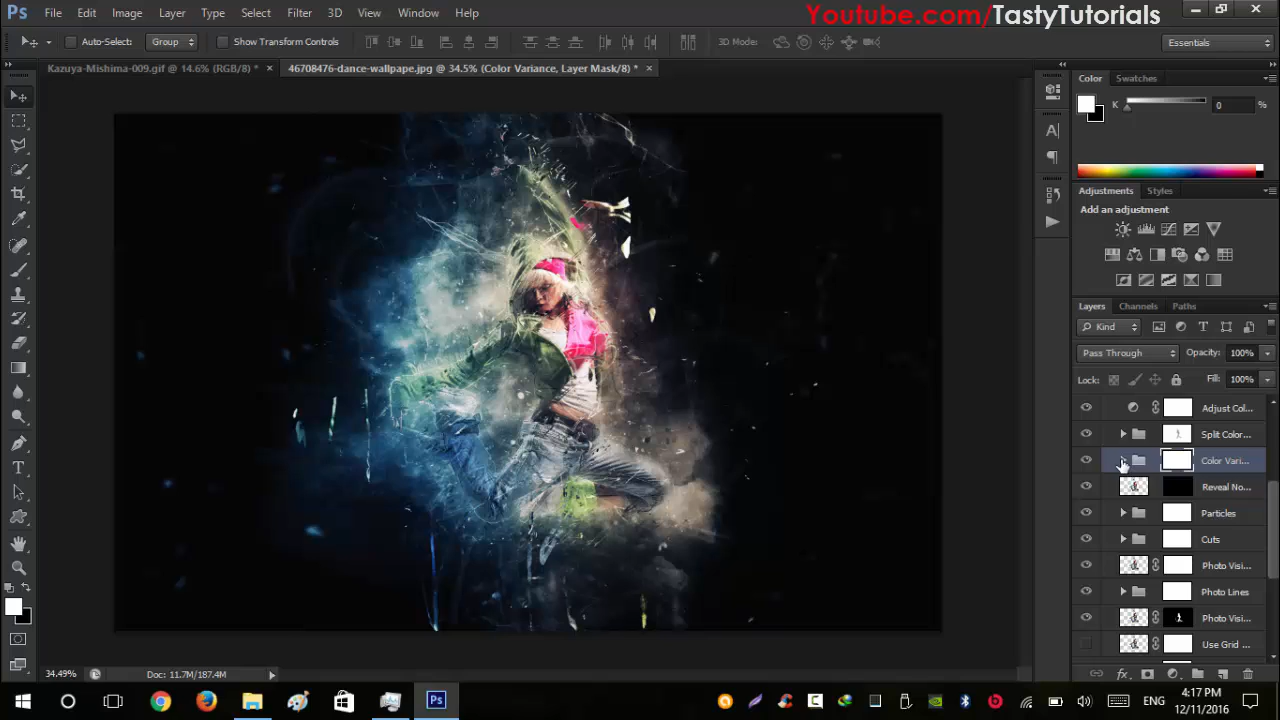 Youtube.com/TastyTutorials
Ps File Edit Image Layer Type Select Filter 3D View Window Help
Auto-Select: Group Show Transform Controls 3D Mode: Essentials
Kazuya-Mishima-009.gif @ 14.6% (RGB/8) * × 46708476-dance-wallpape.jpg @ 34.5% (Color Variance, Layer Mask/8) * ×
Color Swatches
K 0 %
Adjustments Styles
Add an adjustment
Layers Channels Paths
Kind
Pass Through Opacity: 100%
Lock: Fill: 100%
Adjust Col...
Split Color...
Color Vari...
Reveal No...
Particles
Cuts
Photo Visi...
Photo Lines
Photo Visi...
Use Grid ...
34.49% Doc: 11.7M/187.4M
ENG 4:17 PM
12/11/2016